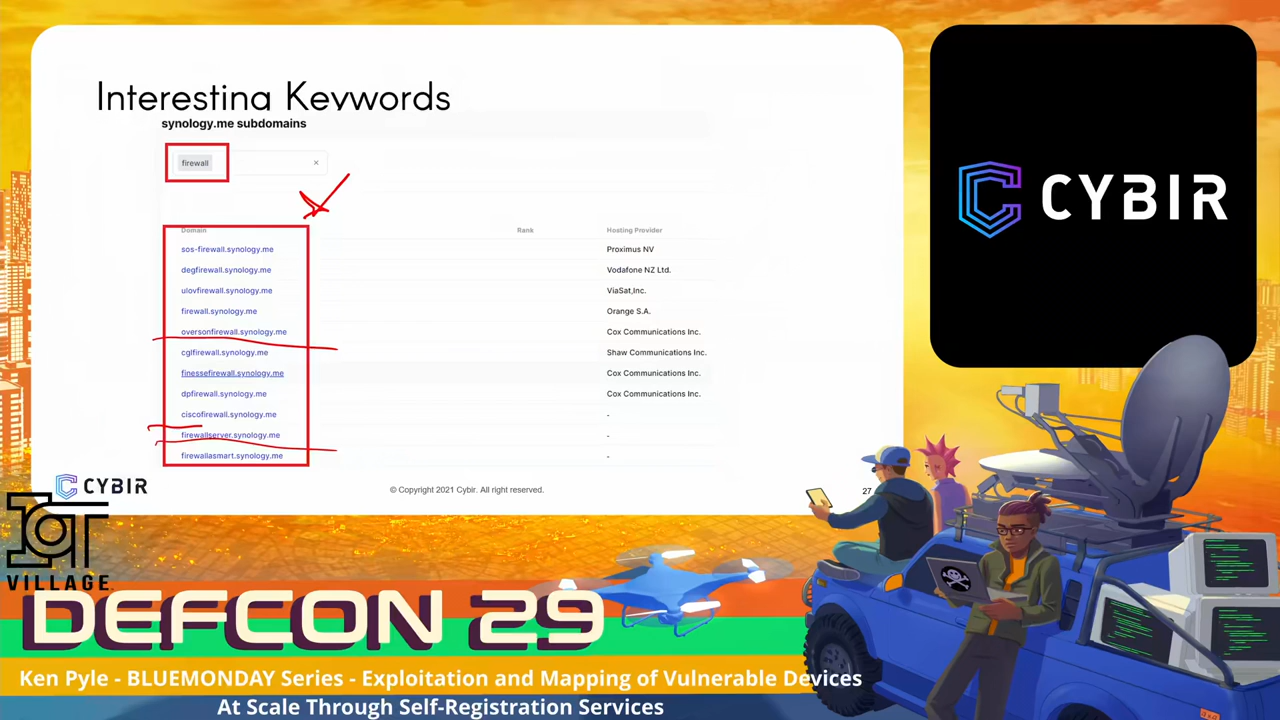 Interesting Keywords
synology.me subdomains
firewall ×
Domain Rank Hosting Provider
sos-firewall.synology.me Proximus NV
degfirewall.synology.me Vodafone NZ Ltd.
ulovfirewall.synology.me ViaSat,Inc.
firewall.synology.me Orange S.A.
oversonfirewall.synology.me Cox Communications Inc.
cglfirewall.synology.me Shaw Communications Inc.
finessefirewall.synology.me Cox Communications Inc.
dpfirewall.synology.me Cox Communications Inc.
ciscofirewall.synology.me -
firewallserver.synology.me -
firewallasmart.synology.me -
CYBIR
© Copyright 2021 Cybir. All right reserved.
27
CYBIR
IOT
VILLAGE
DEFCON 29
Ken Pyle - BLUEMONDAY Series - Exploitation and Mapping of Vulnerable Devices
At Scale Through Self-Registration Services